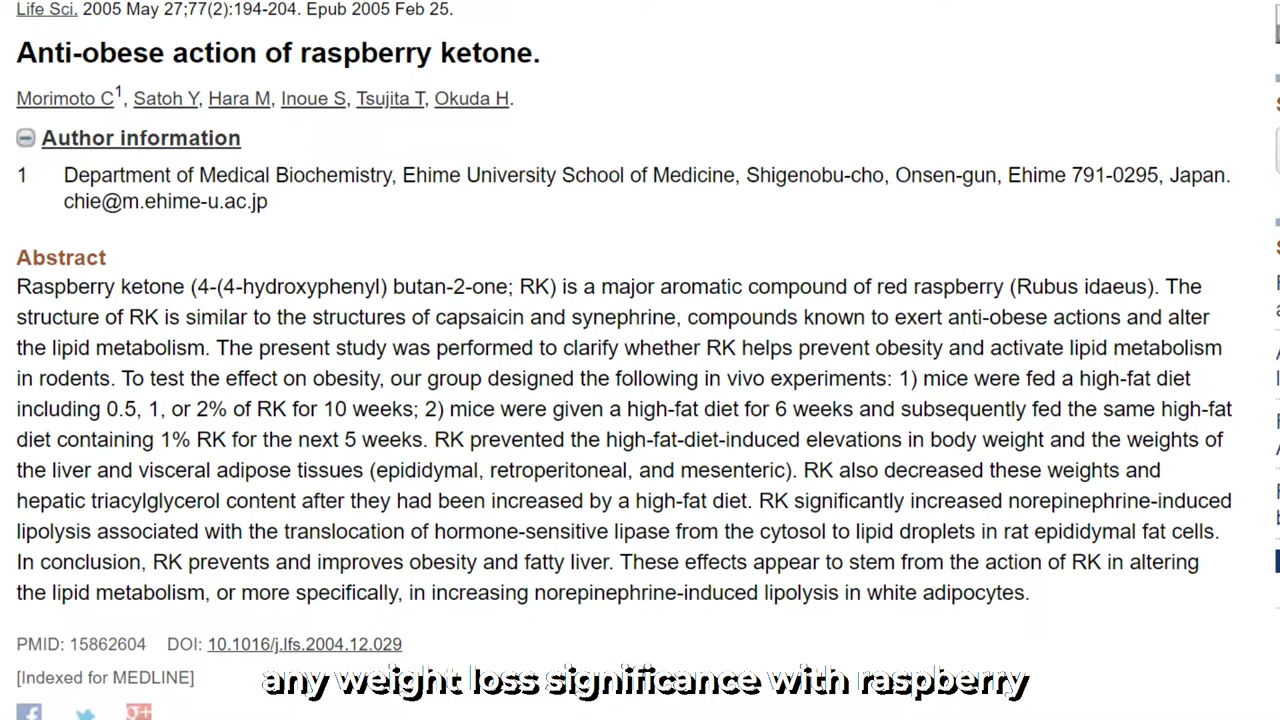 Life Sci. 2005 May 27;77(2):194-204. Epub 2005 Feb 25.
Anti-obese action of raspberry ketone.
Morimoto C1, Satoh Y, Hara M, Inoue S, Tsujita T, Okuda H.
Author information
1 Department of Medical Biochemistry, Ehime University School of Medicine, Shigenobu-cho, Onsen-gun, Ehime 791-0295, Japan.
chie@m.ehime-u.ac.jp
Abstract
Raspberry ketone (4-(4-hydroxyphenyl) butan-2-one; RK) is a major aromatic compound of red raspberry (Rubus idaeus). The
structure of RK is similar to the structures of capsaicin and synephrine, compounds known to exert anti-obese actions and alter
the lipid metabolism. The present study was performed to clarify whether RK helps prevent obesity and activate lipid metabolism
in rodents. To test the effect on obesity, our group designed the following in vivo experiments: 1) mice were fed a high-fat diet
including 0.5, 1, or 2% of RK for 10 weeks; 2) mice were given a high-fat diet for 6 weeks and subsequently fed the same high-fat
diet containing 1% RK for the next 5 weeks. RK prevented the high-fat-diet-induced elevations in body weight and the weights of
the liver and visceral adipose tissues (epididymal, retroperitoneal, and mesenteric). RK also decreased these weights and
hepatic triacylglycerol content after they had been increased by a high-fat diet. RK significantly increased norepinephrine-induced
lipolysis associated with the translocation of hormone-sensitive lipase from the cytosol to lipid droplets in rat epididymal fat cells.
In conclusion, RK prevents and improves obesity and fatty liver. These effects appear to stem from the action of RK in altering
the lipid metabolism, or more specifically, in increasing norepinephrine-induced lipolysis in white adipocytes.
PMID: 15862604 DOI: 10.1016/j.lfs.2004.12.029
[Indexed for MEDLINE]
any weight loss significance with raspberry